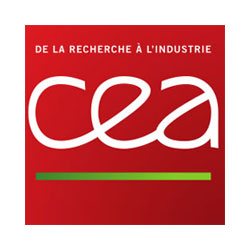 DE LA RECHERCHE À L'INDUSTRIE
cea